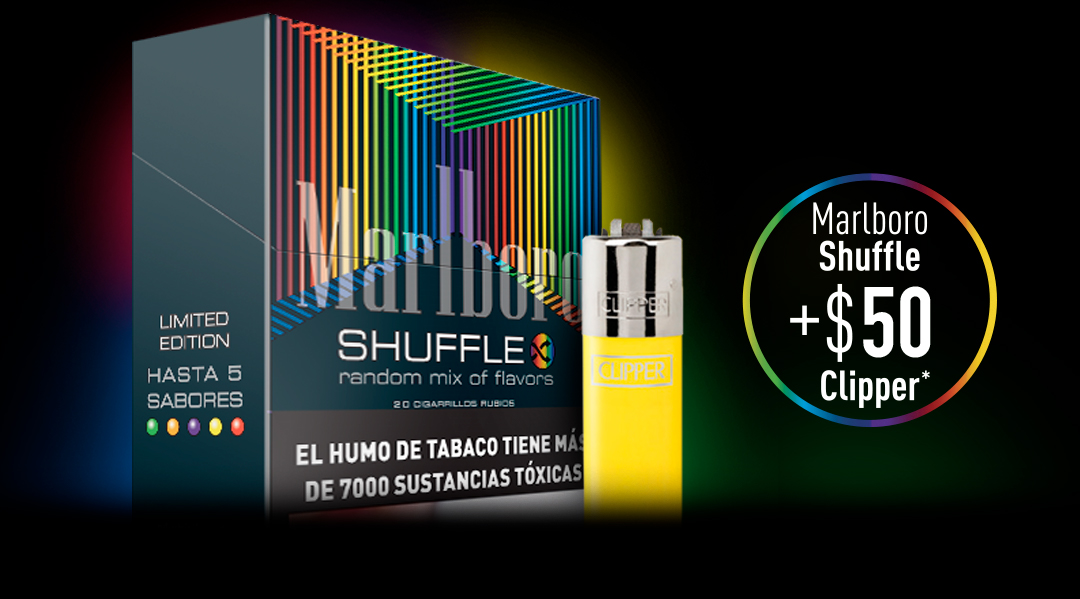 Marlboro
SHUFFLE
random mix of flavors
20 CIGARRILLOS RUBIOS
EL HUMO DE TABACO TIENE MÁS
DE 7000 SUSTANCIAS TÓXICAS
LIMITED
EDITION
HASTA 5
SABORES
CLIPPER
CLIPPER
Marlboro
Shuffle
+$50
Clipper*